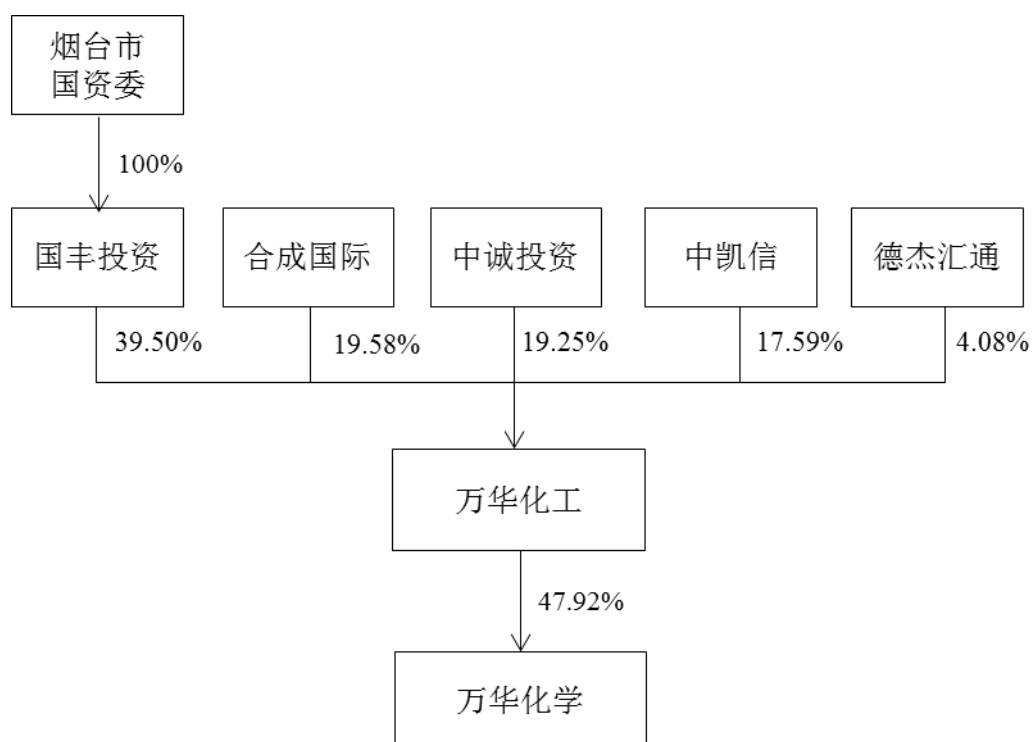 烟台市
国资委
100%
国丰投资
合成国际
中诚投资
中凯信
德杰汇通
39.50%
19.58%
19.25%
17.59%
4.08%
万华化工
47.92%
万华化学